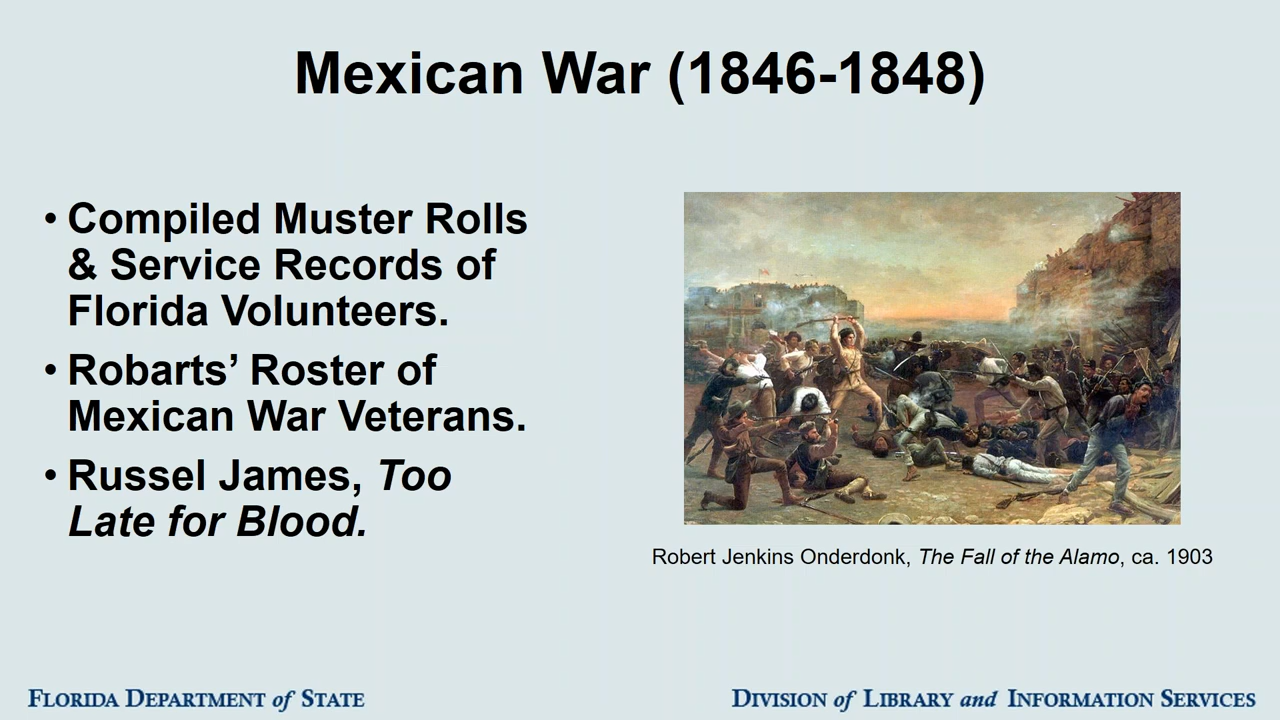 Mexican War (1846-1848)
• Compiled Muster Rolls
& Service Records of
Florida Volunteers.
• Robarts’ Roster of
Mexican War Veterans.
• Russel James, Too
Late for Blood.
Robert Jenkins Onderdonk, The Fall of the Alamo, ca. 1903
FLORIDA DEPARTMENT of STATE
DIVISION of LIBRARY and INFORMATION SERVICES